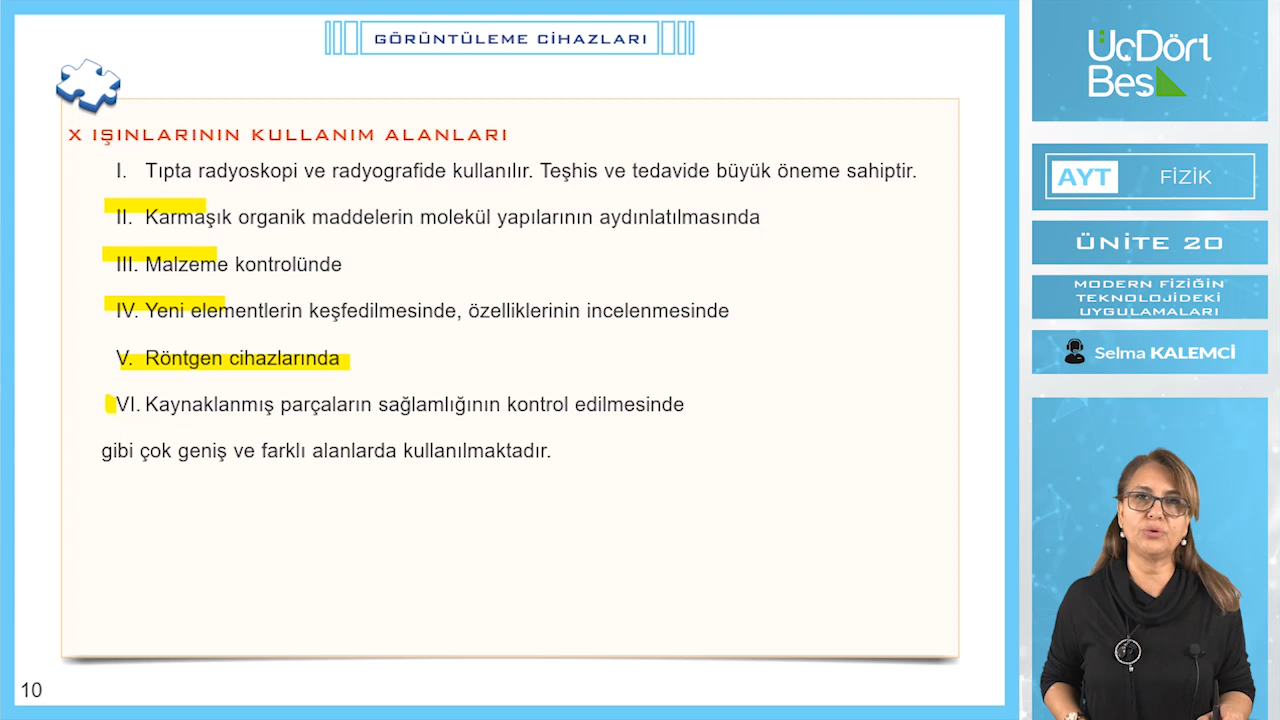 GÖRÜNTÜLEME CİHAZLARI
X IŞINLARININ KULLANIM ALANLARI
I. Tıpta radyoskopi ve radyografide kullanılır. Teşhis ve tedavide büyük öneme sahiptir.
II. Karmaşık organik maddelerin molekül yapılarının aydınlatılmasında
III. Malzeme kontrolünde
IV. Yeni elementlerin keşfedilmesinde, özelliklerinin incelenmesinde
V. Röntgen cihazlarında
VI. Kaynaklanmış parçaların sağlamlığının kontrol edilmesinde
gibi çok geniş ve farklı alanlarda kullanılmaktadır.
10
ÜçDört
Beş
AYT FİZİK
ÜNİTE 20
MODERN FİZİĞİN
TEKNOLOJİDEKİ
UYGULAMALARI
Selma KALEMCİ